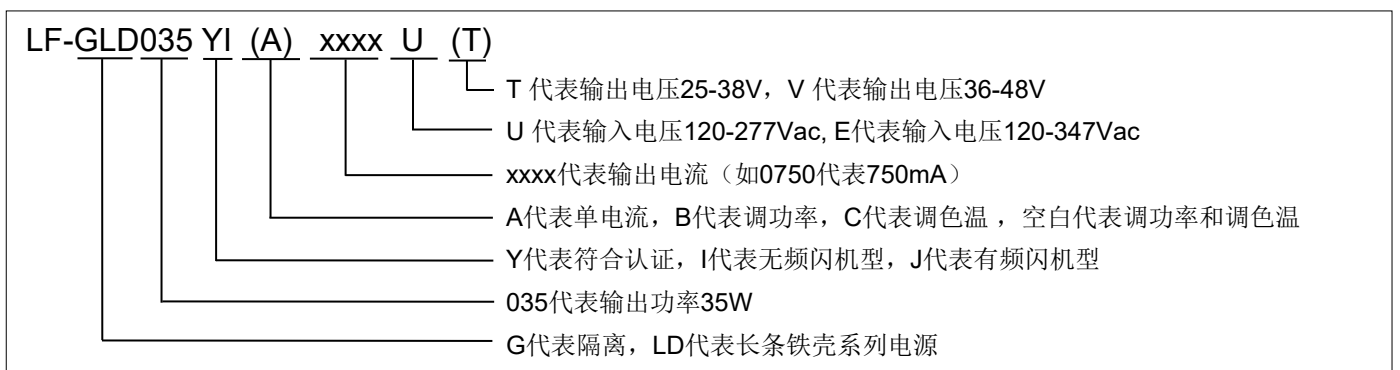 LF-GLD035 YI (A) xxxx U (T)
T 代表输出电压25-38V，V 代表输出电压36-48V
U 代表输入电压120-277Vac, E代表输入电压120-347Vac
xxxx代表输出电流（如0750代表750mA）
A代表单电流，B代表调功率，C代表调色温 ，空白代表调功率和调色温
Y代表符合认证，I代表无频闪机型，J代表有频闪机型
035代表输出功率35W
G代表隔离，LD代表长条铁壳系列电源